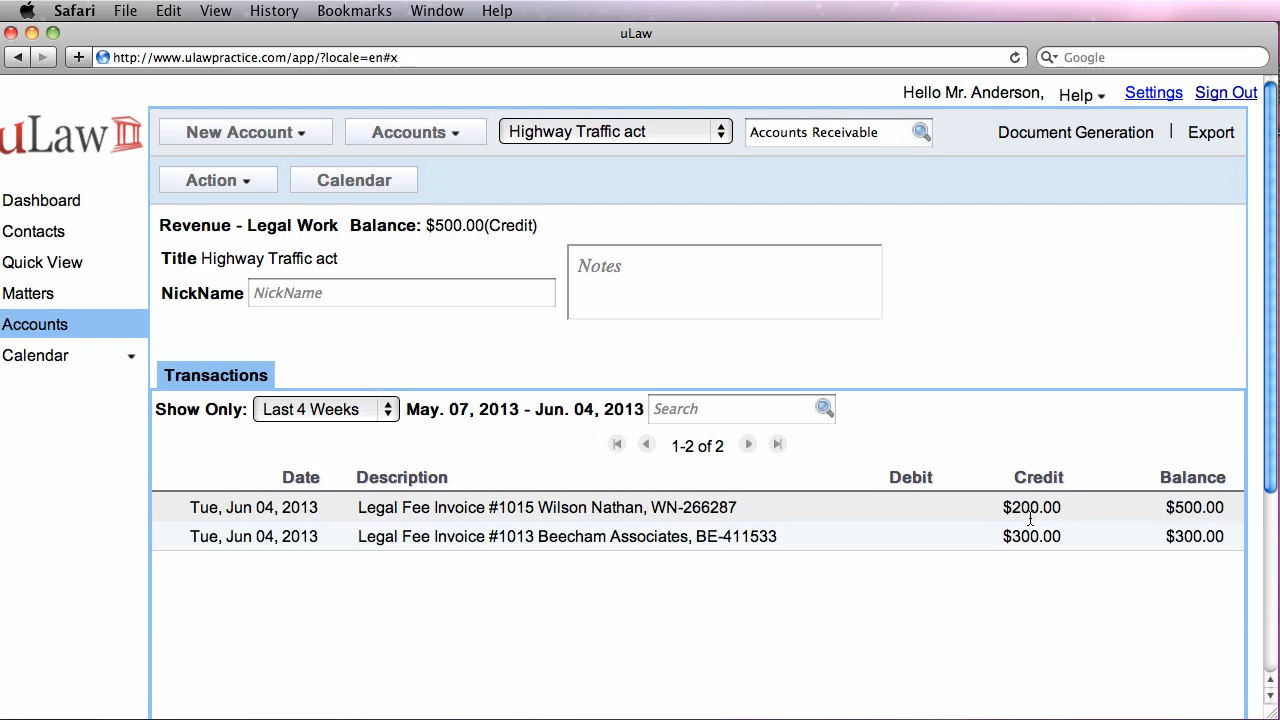 Safari File Edit View History Bookmarks Window Help
uLaw
http://www.ulawpractice.com/app/?locale=en#x
Google
Hello Mr. Anderson, Help Settings Sign Out
uLaw
New Account Accounts Highway Traffic act Accounts Receivable Document Generation | Export
Action Calendar
Dashboard
Contacts
Quick View
Matters
Accounts
Calendar
Revenue - Legal Work Balance: $500.00(Credit)
Title Highway Traffic act
Notes
NickName NickName
Transactions
Show Only: Last 4 Weeks May. 07, 2013 - Jun. 04, 2013 Search
1-2 of 2
Date Description Debit Credit Balance
Tue, Jun 04, 2013 Legal Fee Invoice #1015 Wilson Nathan, WN-266287 $200.00 $500.00
Tue, Jun 04, 2013 Legal Fee Invoice #1013 Beecham Associates, BE-411533 $300.00 $300.00